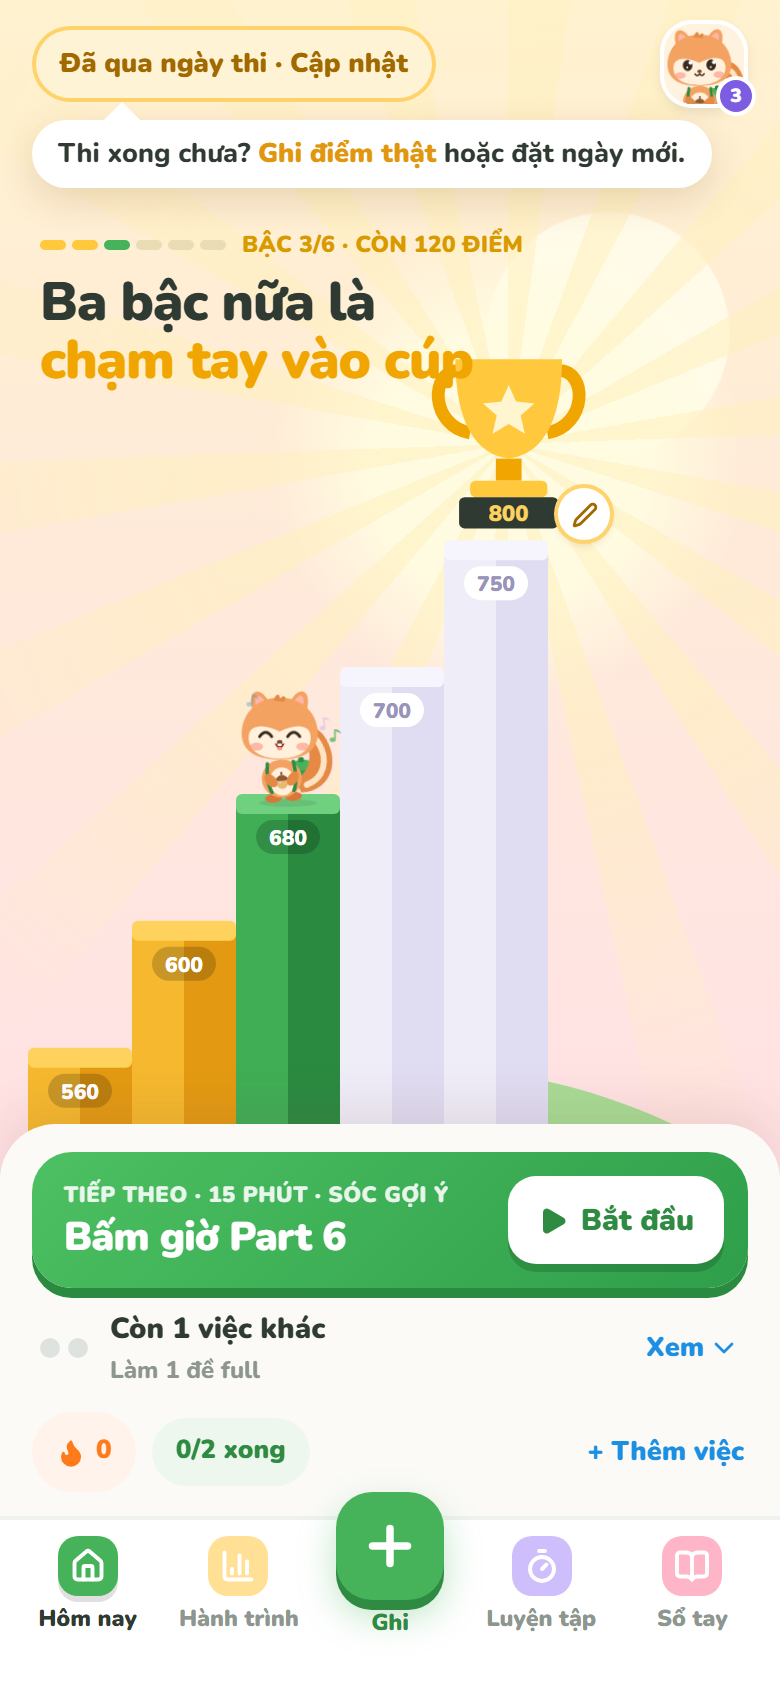 Đã qua ngày thi · Cập nhật
3
Thi xong chưa? Ghi điểm thật hoặc đặt ngày mới.
BẬC 3/6 · CÒN 120 ĐIỂM
Ba bậc nữa là
chạm tay vào cúp
800
750
700
680
600
560
TIẾP THEO · 15 PHÚT · SÓC GỢI Ý
Bấm giờ Part 6
Bắt đầu
Còn 1 việc khác
Làm 1 đề full
Xem
0
0/2 xong
+ Thêm việc
Hôm nay
Hành trình
Ghi
Luyện tập
Sổ tay